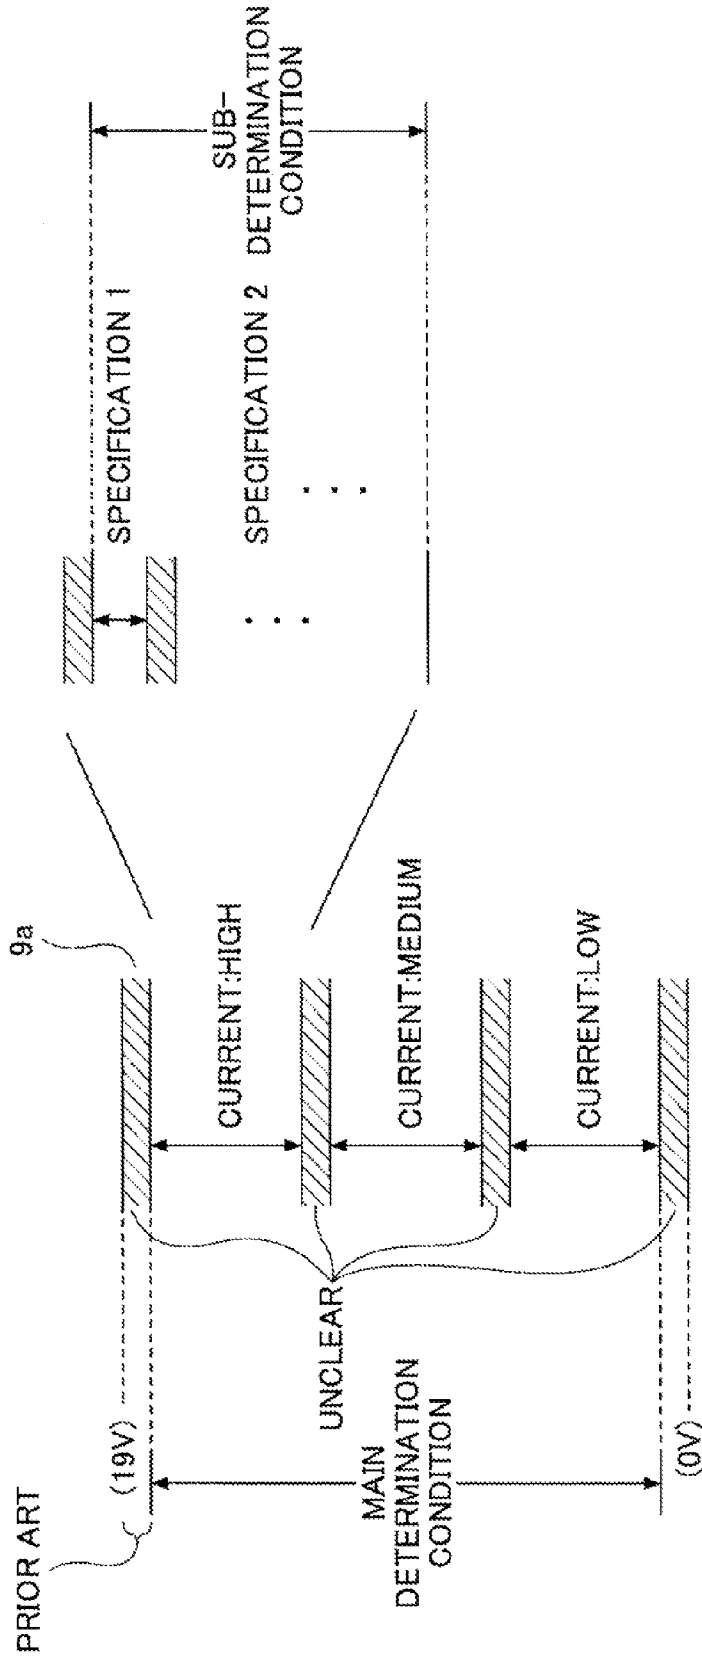 PRIOR ART
(19V)
MAIN
DETERMINATION
CONDITION
(0V)
UNCLEAR
9a
CURRENT:HIGH
CURRENT:MEDIUM
CURRENT:LOW
SPECIFICATION 1
SPECIFICATION 2
SUB-
DETERMINATION
CONDITION